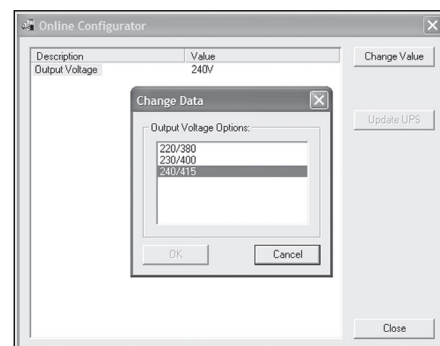 Online Configurator
Description Value
Output Voltage 240V
Change Value
Update UPS
Change Data
Output Voltage Options:
220/380
230/400
240/415
OK Cancel
Close